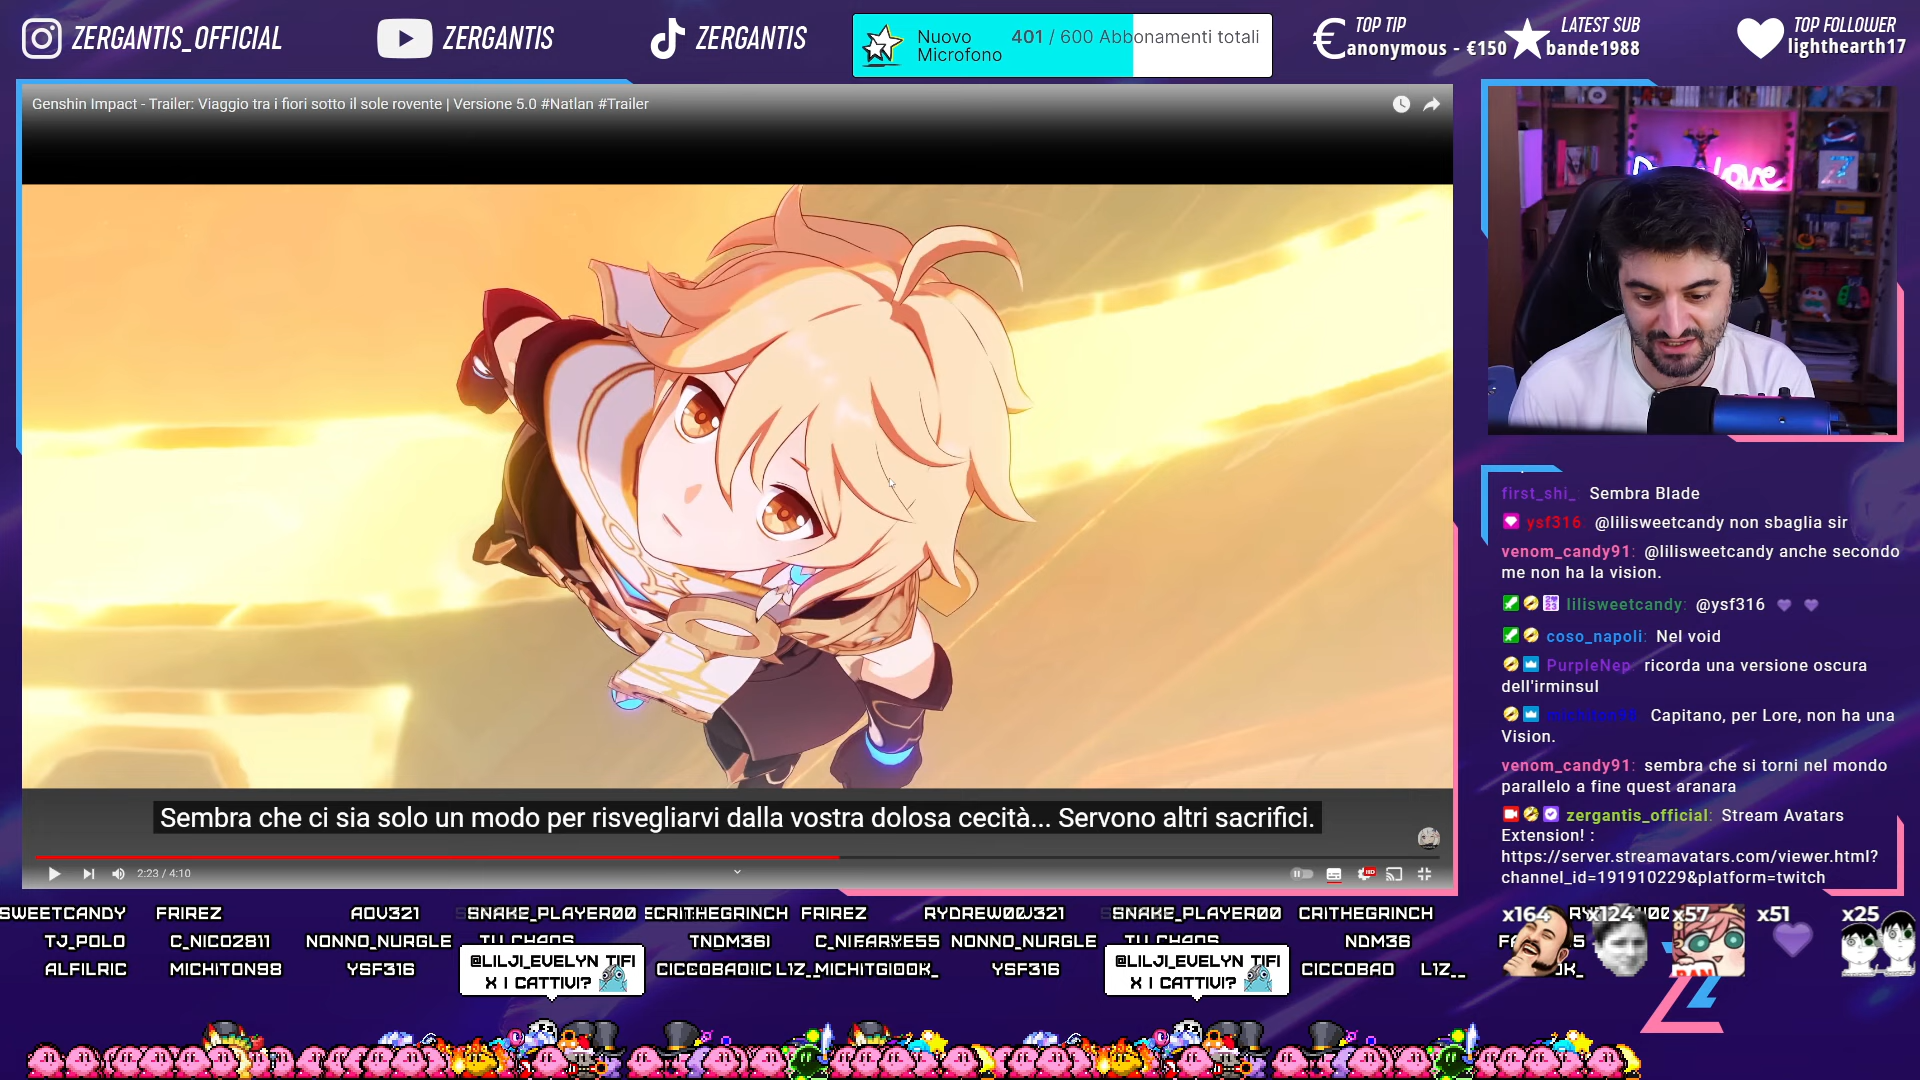 ZERGANTIS_OFFICIAL
ZERGANTIS
ZERGANTIS
Nuovo Microfono
401 / 600 Abbonamenti totali
TOP TIP
anonymous - €150
LATEST SUB
bande1988
TOP FOLLOWER
lighthearth17
Genshin Impact - Trailer: Viaggio tra i fiori sotto il sole rovente | Versione 5.0 #Natlan #Trailer
love
first_shi_: Sembra Blade
ysf316: @lilisweetcandy non sbaglia sir
venom_candy91: @lilisweetcandy anche secondo
me non ha la vision.
lilisweetcandy: @ysf316
coso_napoli: Nel void
PurpleNep: ricorda una versione oscura
dell'irminsul
michiton98: Capitano, per Lore, non ha una
Vision.
venom_candy91: sembra che si torni nel mondo
parallelo a fine quest aranara
zergantis_official: Stream Avatars
Extension! :
https://server.streamavatars.com/viewer.html?
channel_id=191910229&platform=twitch
Sembra che ci sia solo un modo per risvegliarvi dalla vostra dolosa cecità... Servono altri sacrifici.
HD
2:23 / 4:10
SWEETCANDY FRIREZ AOV321 SNAKE_PLAYER00 CRITHEGRINCH FRIREZ SNAKE_PLAYER00 CRITHEGRINCH
TJ_POLO C_NICO2811 NONNO_NURGLE TNDM361 NONNO_NURGLE NDM36
ALFILRIC MICHITON98 YSF316 YSF316 CICCOBAO L1Z__
@LILJI_EVELYN TIFI
X I CATTIVI?
@LILJI_EVELYN TIFI
X I CATTIVI?
x164 x124 x57 x51 x25
BAN